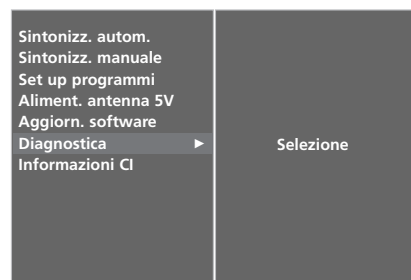 Sintonizz. autom.
Sintonizz. manuale
Set up programmi
Aliment. antenna 5V
Aggiorn. software
Diagnostica
Informazioni CI
Selezione